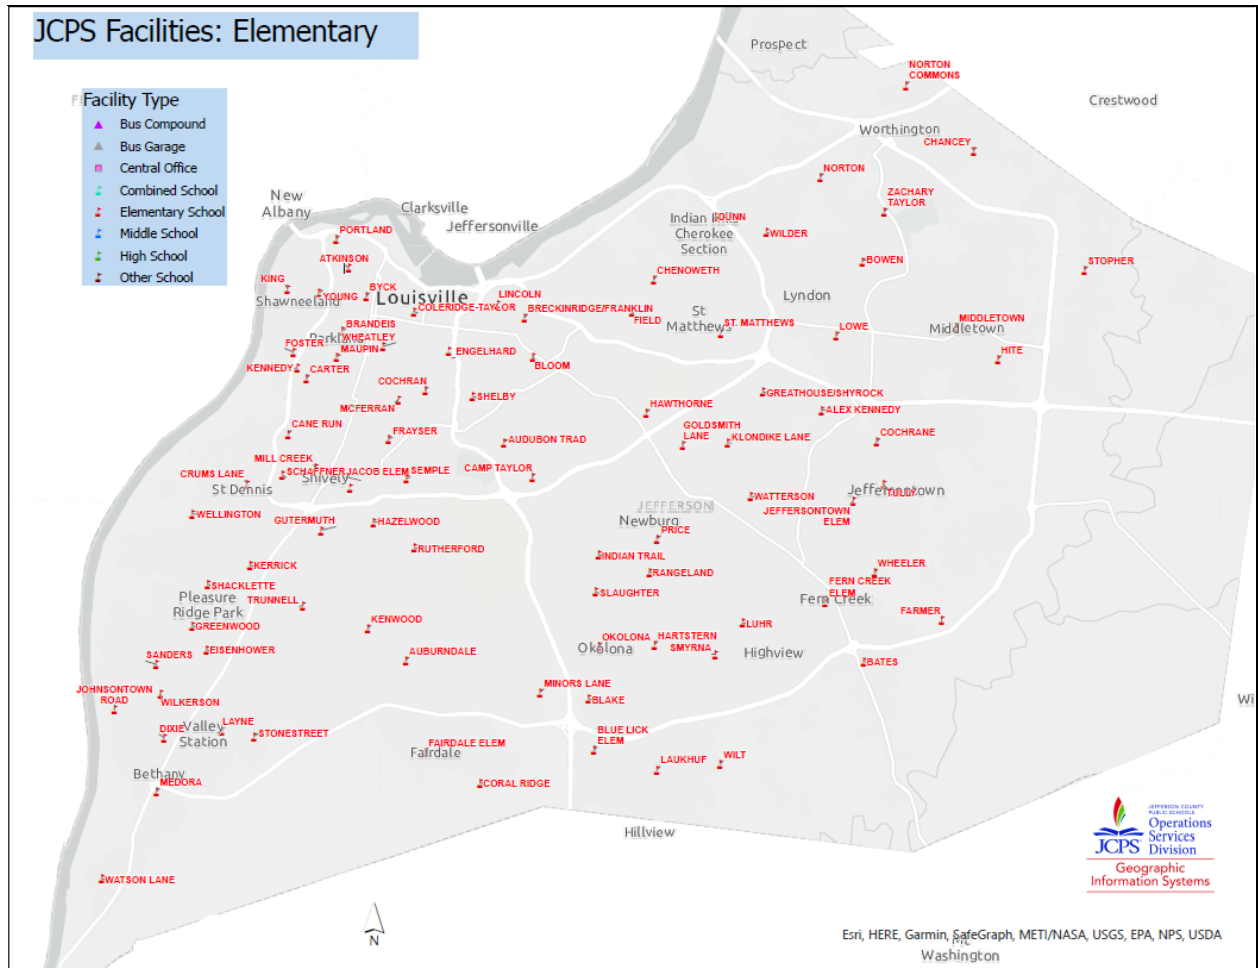 JCPS Facilities: Elementary
Facility Type
Bus Compound
Bus Garage
Central Office
Combined School
Elementary School
Middle School
High School
Other School
Prospect
NORTON
COMMONS
Crestwood
Worthington
CHANCEY
NORTON
ZACHARY
TAYLOR
New
Albany
Clarksville
Jeffersonville
PORTLAND
DUNN
Cherokee
Section
WILDER
ATKINSON
BOWEN
STOPHER
KING
CHENOWETH
YOUNG
BYCK
Shawneeland
Louisville
LINCOLN
Lyndon
COLERIDGE-TAYLOR
BRECKINRIDGE/FRANKLIN
FIELD
St
Matthews
ST. MATTHEWS
LOWE
MIDDLETOWN
Middletown
BRANDEIS
WHEATLEY
MAUPIN
FOSTER
ENGELHARD
HITE
KENNEDY
CARTER
BLOOM
COCHRAN
SHELBY
GREATHOUSE/SHYROCK
MCFERRAN
HAWTHORNE
ALEX KENNEDY
CANE RUN
FRAYSER
AUDUBON TRAD
GOLDSMITH
LANE
KLONDIKE LANE
COCHRANE
MILL CREEK
CRUMS LANE
SCHAFFNER
JACOB ELEM
SEMPLE
CAMP TAYLOR
St Dennis
Shively
Jeffersontown
TULLY
WATTERSON
JEFFERSONTOWN
ELEM
JEFFERSON
WELLINGTON
GUTERMUTH
HAZELWOOD
Newburg
PRICE
RUTHERFORD
INDIAN TRAIL
KERRICK
RANGELAND
WHEELER
SHACKLETTE
FERN CREEK
ELEM
Pleasure
Ridge Park
TRUNNELL
SLAUGHTER
Fern Creek
FARMER
GREENWOOD
KENWOOD
LUHR
EISENHOWER
OKOLONA
HARTSTERN
SMYRNA
Okolona
Highview
SANDERS
AUBURNDALE
BATES
JOHNSONTOWN
ROAD
WILKERSON
MINORS LANE
BLAKE
DIXIE
Valley
Station
LAYNE
STONESTREET
BLUE LICK
ELEM
FAIRDALE ELEM
Fairdale
LAUKHUF
WILT
Bethany
MEDORA
CORAL RIDGE
Hillview
WATSON LANE
N
JEFFERSON COUNTY
PUBLIC SCHOOLS
JCPS
Operations
Services
Division
Geographic
Information Systems
Esri, HERE, Garmin, SafeGraph, METI/NASA, USGS, EPA, NPS, USDA
Washington